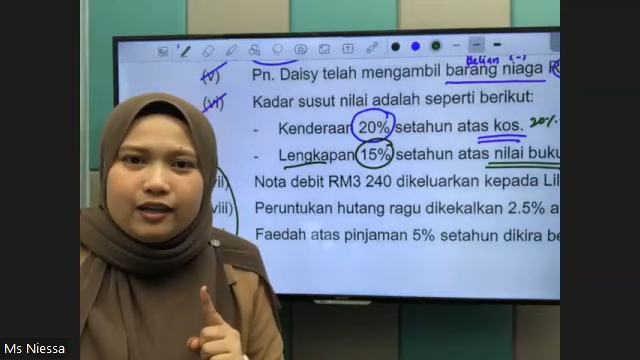 Belian (-)
(v) Pn. Daisy telah mengambil barang niaga
(vi) Kadar susut nilai adalah seperti berikut:
- Kenderaan 20% setahun atas kos. 20%
- Lengkapan 15% setahun atas nilai buku
vii) Nota debit RM3 240 dikeluarkan kepada Lil
viii) Peruntukan hutang ragu dikekalkan 2.5% a
Faedah atas pinjaman 5% setahun dikira be
Ms Niessa